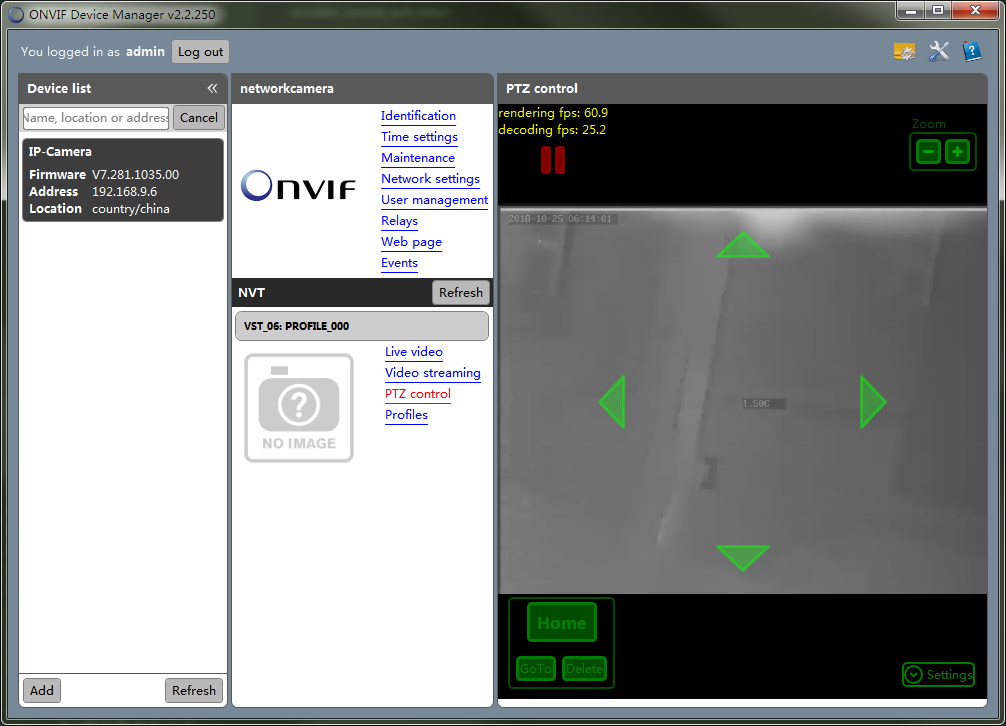 ONVIF Device Manager v2.2.250
You logged in as admin Log out
Device list
Name, location or address Cancel
IP-Camera
Firmware V7.281.1035.00
Address 192.168.9.6
Location country/china
Add Refresh
networkcamera
ONVIF
Identification
Time settings
Maintenance
Network settings
User management
Relays
Web page
Events
NVT Refresh
VST_06: PROFILE_000
NO IMAGE
Live video
Video streaming
PTZ control
Profiles
PTZ control
rendering fps: 60.9
decoding fps: 25.2
Zoom
2018-10-25 06:14:01
1.50C
Home
GoTo Delete
Settings